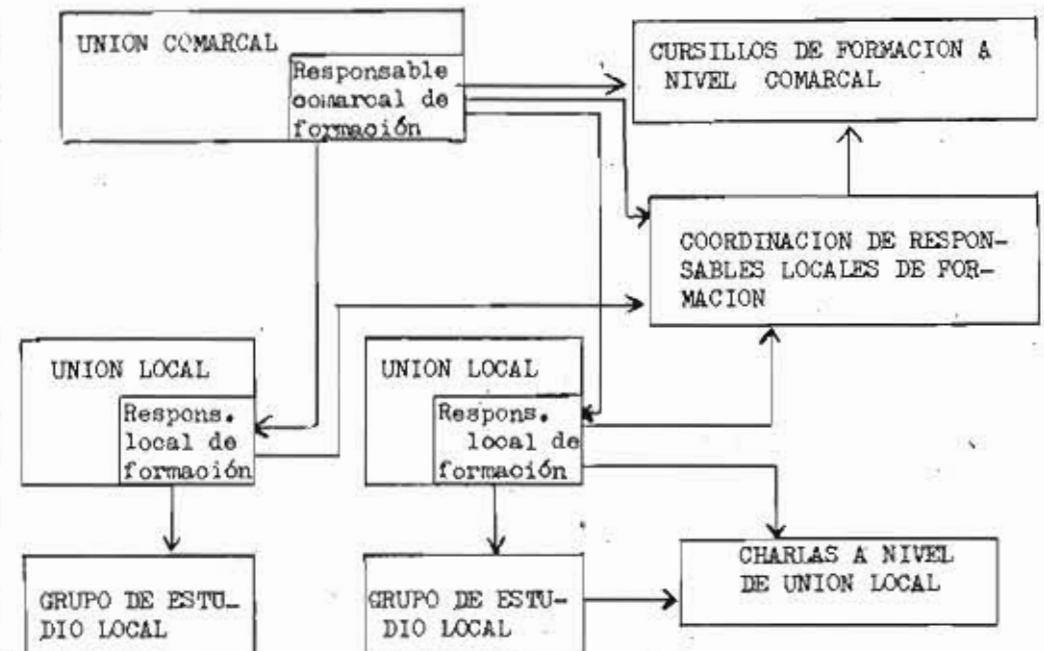 UNION COMARCAL
Responsable
comarcal de
formación
CURSILLOS DE FORMACION A
NIVEL COMARCAL
COORDINACION DE RESPON-
SABLES LOCALES DE FOR-
MACION
UNION LOCAL
Respons.
local de
formación
UNION LOCAL
Respons.
local de
formación
GRUPO DE ESTU-
DIO LOCAL
GRUPO DE ESTU-
DIO LOCAL
CHARLAS A NIVEL
DE UNION LOCAL